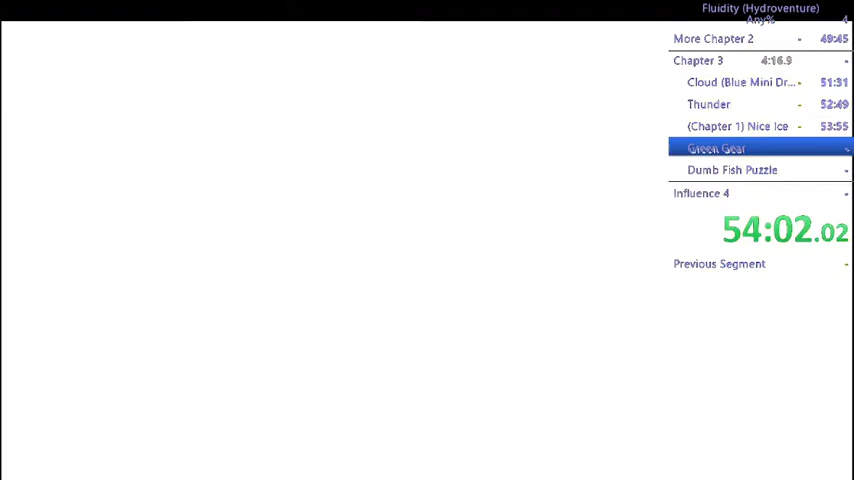 Fluidity (Hydroventure)
Any% 4
More Chapter 2 - 49:45
Chapter 3 4:16.9 -
Cloud (Blue Mini Dr... - 51:31
Thunder - 52:49
(Chapter 1) Nice Ice - 53:55
Green Gear -
Dumb Fish Puzzle -
Influence 4 -
54:02.02
Previous Segment -